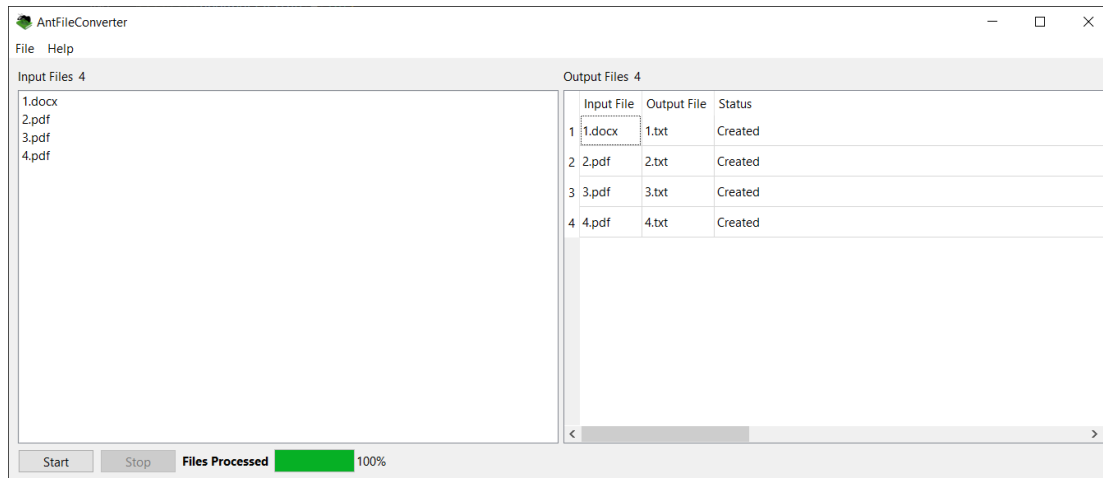 AntFileConverter
File Help
Input Files 4
1.docx
2.pdf
3.pdf
4.pdf
Output Files 4
Input File Output File Status
1 1.docx 1.txt Created
2 2.pdf 2.txt Created
3 3.pdf 3.txt Created
4 4.pdf 4.txt Created
Start Stop Files Processed 100%